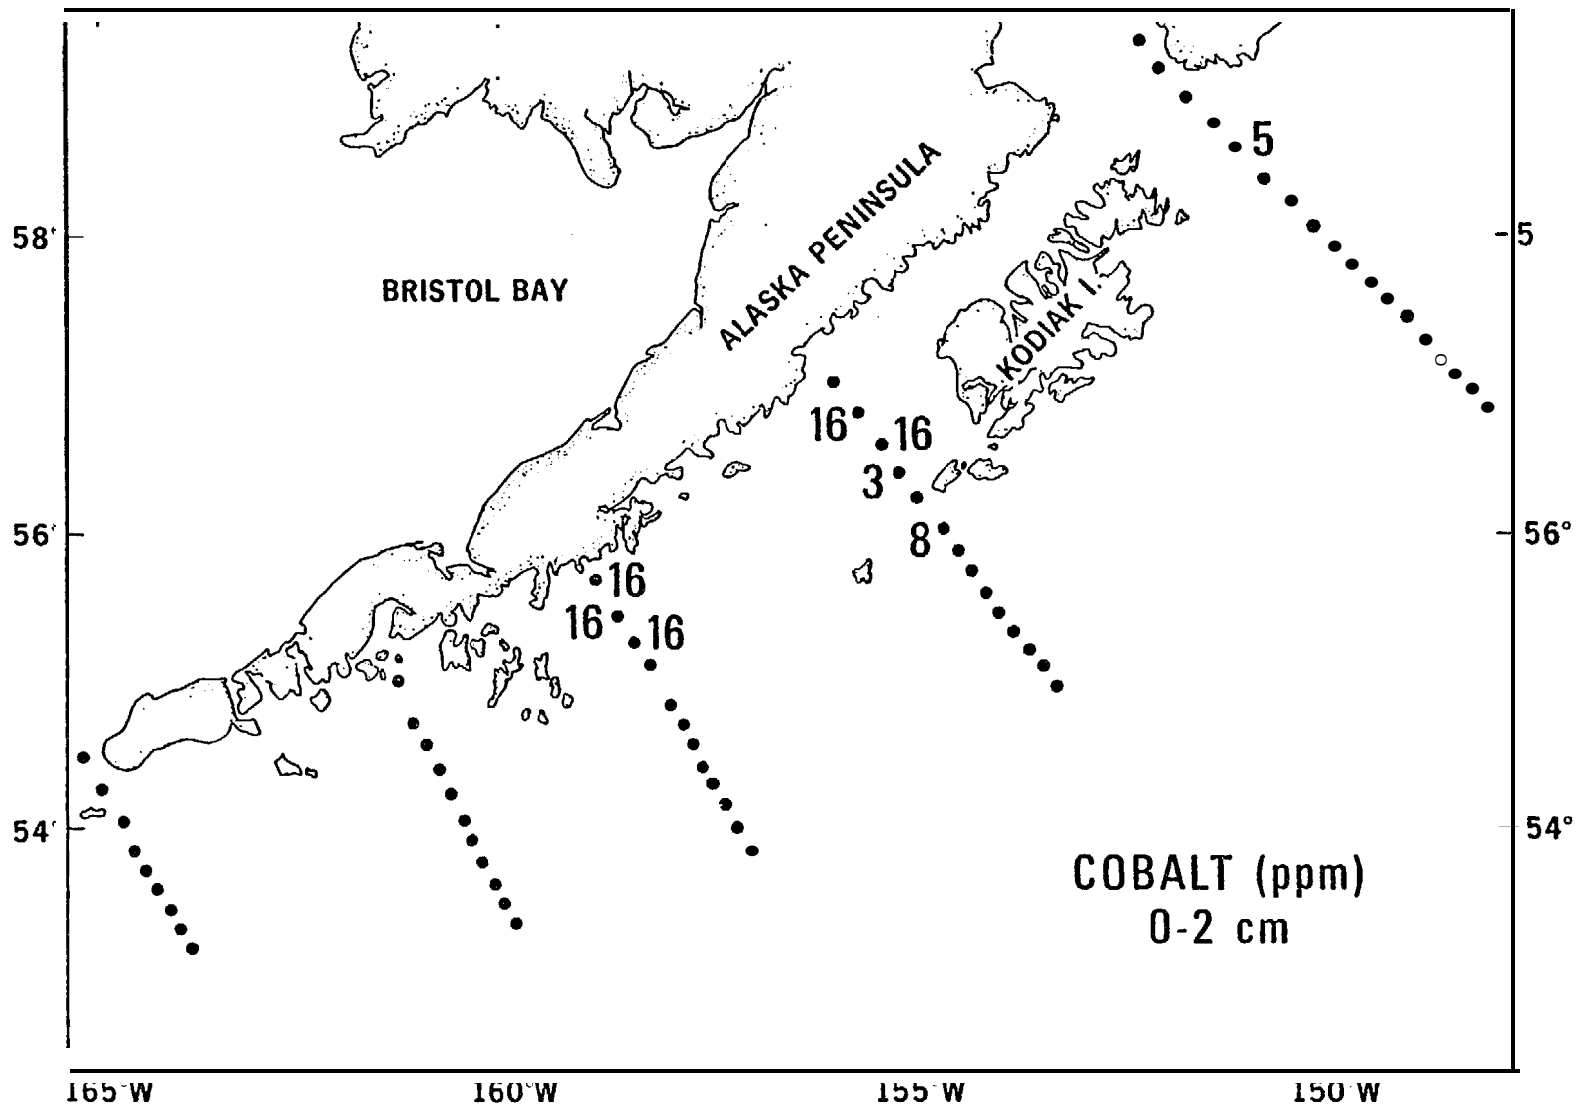 5
58°
5
ALASKA PENINSULA
BRISTOL BAY
KODIAK I.
16
16
3
56°
56°
8
16
16
16
54°
54°
COBALT (ppm)
0-2 cm
165°W
160°W
155°W
150°W